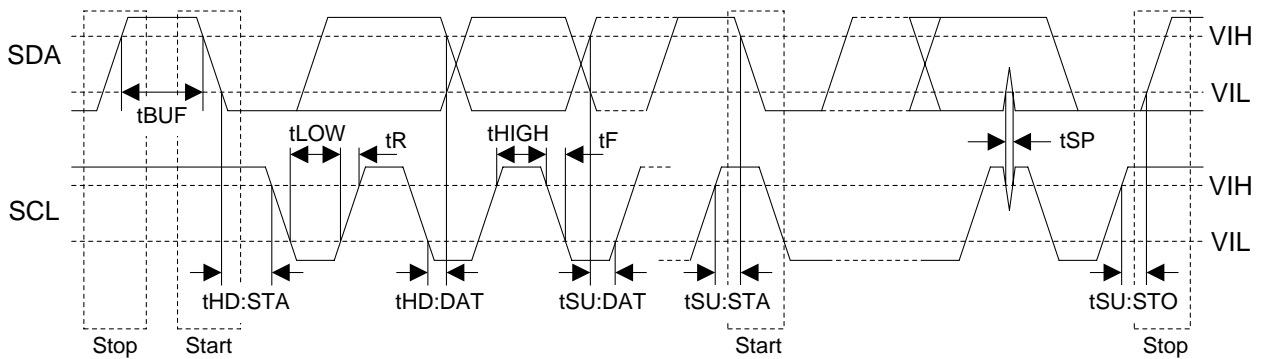 SDA
VIH
VIL
tBUF
tLOW
tR
tHIGH
tF
tSP
SCL
VIH
VIL
tHD:STA
tHD:DAT
tSU:DAT
tSU:STA
tSU:STO
Stop
Start
Start
Stop